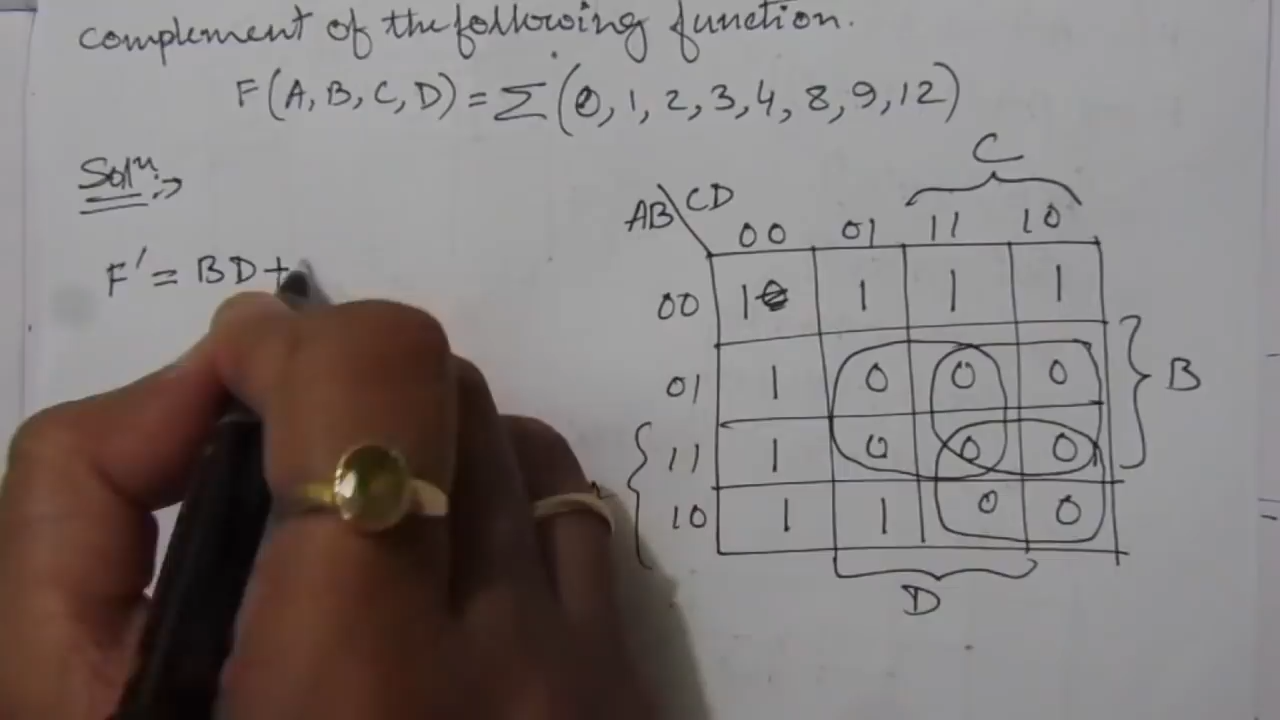 complement of the following function.
F(A, B, C, D) = Σ(0, 1, 2, 3, 4, 8, 9, 12)
Solⁿ:->
F' = BD+
C
AB\CD
00 01 11 10
00 1 1 1 1
01 1 0 0 0
B
11 1 0 0 0
10 1 1 0 0
D